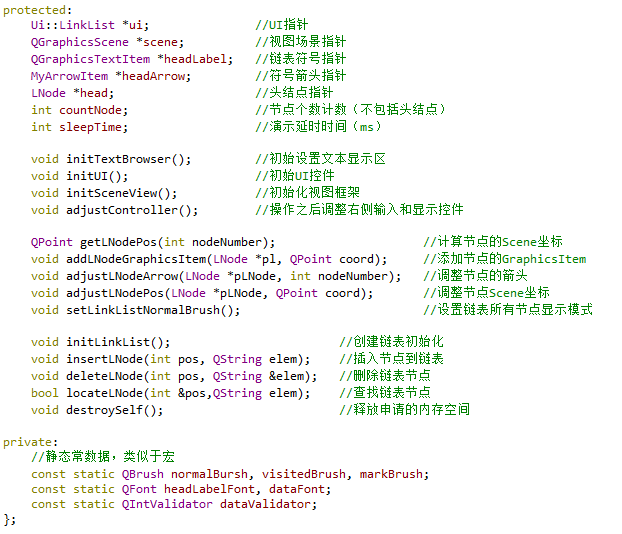 protected:
Ui::LinkList *ui; //UI指针
QGraphicsScene *scene; //视图场景指针
QGraphicsTextItem *headLabel; //链表符号指针
MyArrowItem *headArrow; //符号箭头指针
LNode *head; //头结点指针
int countNode; //节点个数计数（不包括头结点）
int sleepTime; //演示延时时间（ms）
void initTextBrowser(); //初始设置文本显示区
void initUI(); //初始UI控件
void initSceneView(); //初始化视图框架
void adjustController(); //操作之后调整右侧输入和显示控件
QPoint getLNodePos(int nodeNumber); //计算节点的Scene坐标
void addLNodeGraphicsItem(LNode *pl, QPoint coord); //添加节点的GraphicsItem
void adjustLNodeArrow(LNode *pLNode, int nodeNumber); //调整节点的箭头
void adjustLNodePos(LNode *pLNode, QPoint coord); //调整节点Scene坐标
void setLinkListNormalBrush(); //设置链表所有节点显示模式
void initLinkList(); //创建链表初始化
void insertLNode(int pos, QString elem); //插入节点到链表
void deleteLNode(int pos, QString &elem); //删除链表节点
bool locateLNode(int &pos,QString elem); //查找链表节点
void destroySelf(); //释放申请的内存空间
private:
//静态常数据，类似于宏
const static QBrush normalBursh, visitedBrush, markBrush;
const static QFont headLabelFont, dataFont;
const static QIntValidator dataValidator;
};